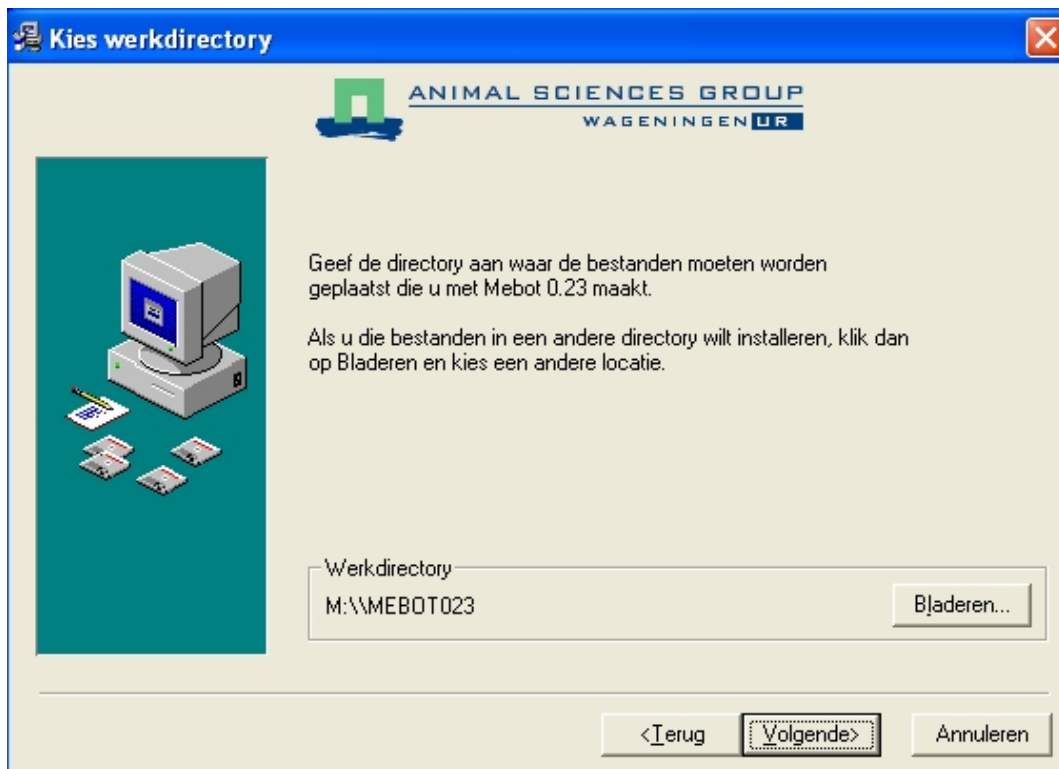 Kies werkdirectory
ANIMAL SCIENCES GROUP
WAGENINGEN UR
Geef de directory aan waar de bestanden moeten worden
geplaatst die u met Mebot 0.23 maakt.
Als u die bestanden in een andere directory wilt installeren, klik dan
op Bladeren en kies een andere locatie.
Werkdirectory
M:\\MEBOT023
Bladeren...
<Terug
Volgende>
Annuleren